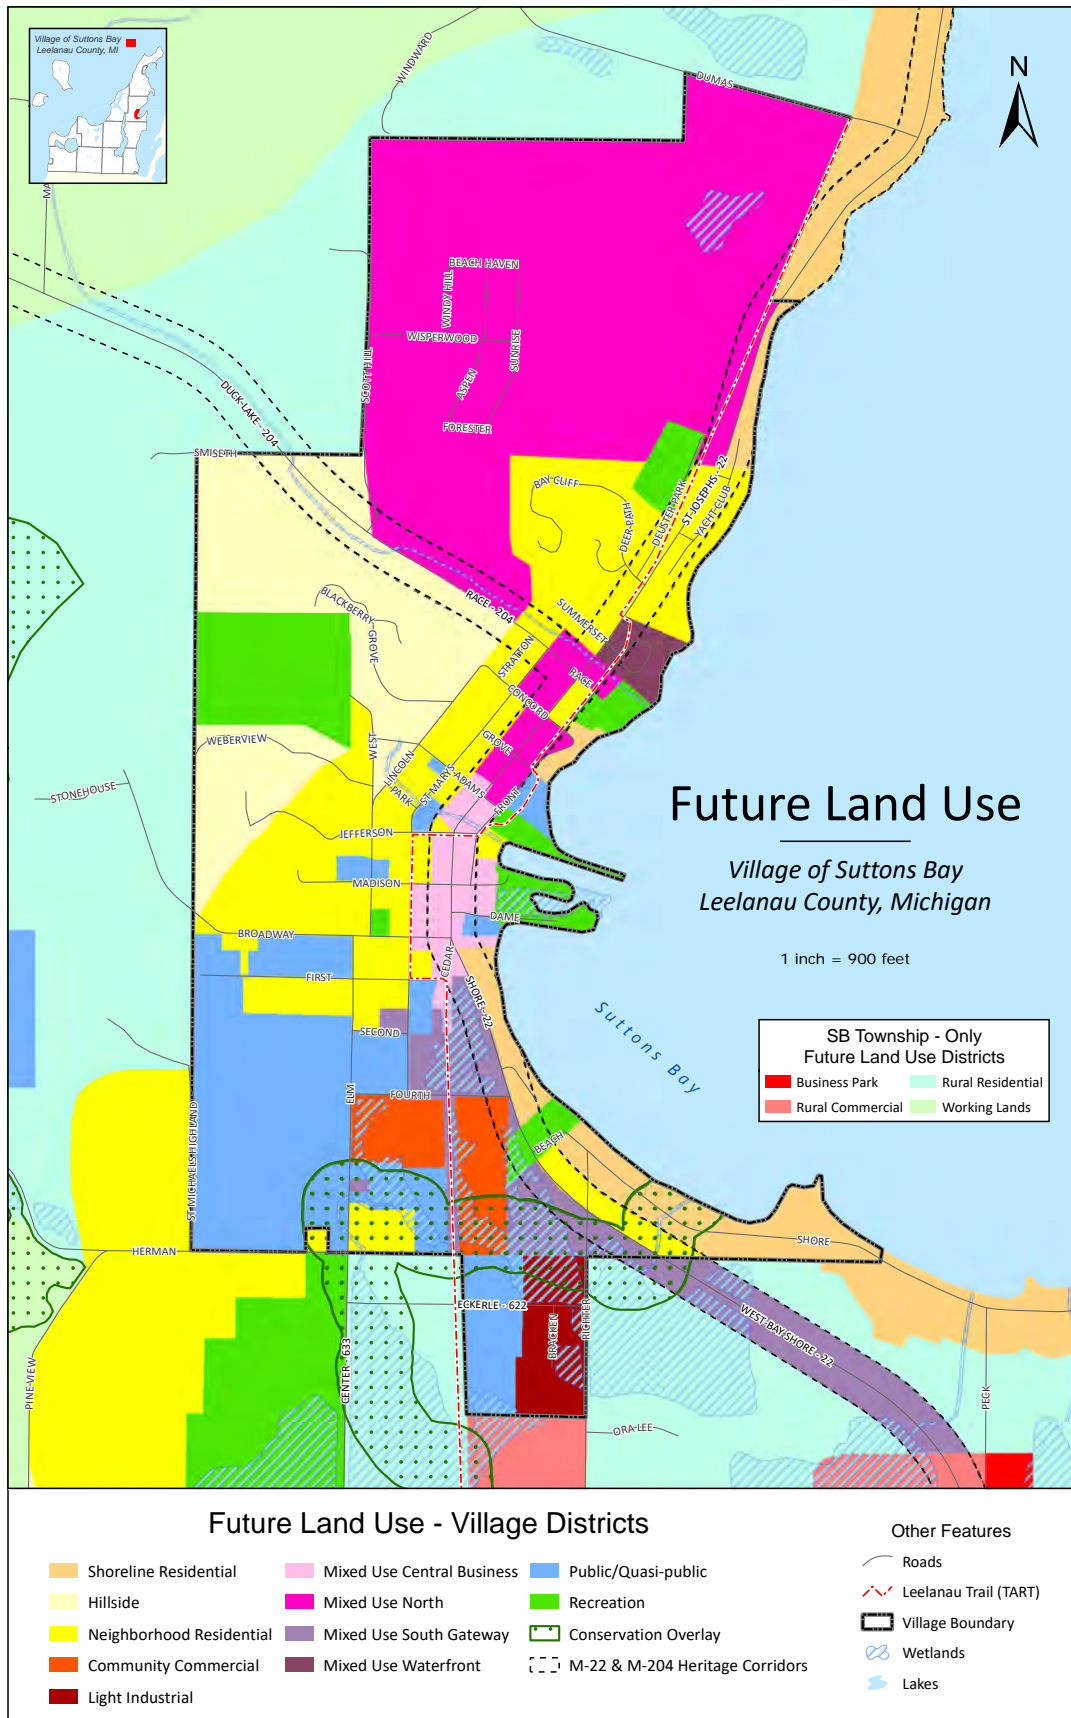 Village of Suttons Bay
Leelanau County, MI
N
WINDWARD
DUMAS
MA
BEACH HAVEN
WINDY HILL
WISPERWOOD
SUNRISE
ASPEN
FORESTER
SCOTT HILL
DUCK-LAKE - 204
SMISETH
BAY CLIFF
DEER-PATH
DEUSTER PARK
ST-JOSEPHS - 22
YACHT CLUB
BLACKBERRY
GROVE
RACE - 204
SUMMERSET
STRATTON
RACE
CONCORD
WEBERVIEW
WEST
GROVE
LINCOLN
STONEHOUSE
PARK
ST-MARYS
ADAMS
FRONT
JEFFERSON
MADISON
DAME
BROADWAY
CEDAR
FIRST
SHORE - 22
SECOND
ELM
FOURTH
BEACH
ST MICHAELS HIGHLAND
HERMAN
SHORE
ECKERLE - 622
BRACKEN
RICHTER
WEST-BAY SHORE - 22
PINE-VIEW
CENTER - 633
PECK
ORA-LEE
Future Land Use
Village of Suttons Bay
Leelanau County, Michigan
1 inch = 900 feet
Suttons Bay
SB Township - Only
Future Land Use Districts
Business Park
Rural Residential
Rural Commercial
Working Lands
Future Land Use - Village Districts
Shoreline Residential
Hillside
Neighborhood Residential
Community Commercial
Light Industrial
Mixed Use Central Business
Mixed Use North
Mixed Use South Gateway
Mixed Use Waterfront
Public/Quasi-public
Recreation
Conservation Overlay
M-22 & M-204 Heritage Corridors
Other Features
Roads
Leelanau Trail (TART)
Village Boundary
Wetlands
Lakes